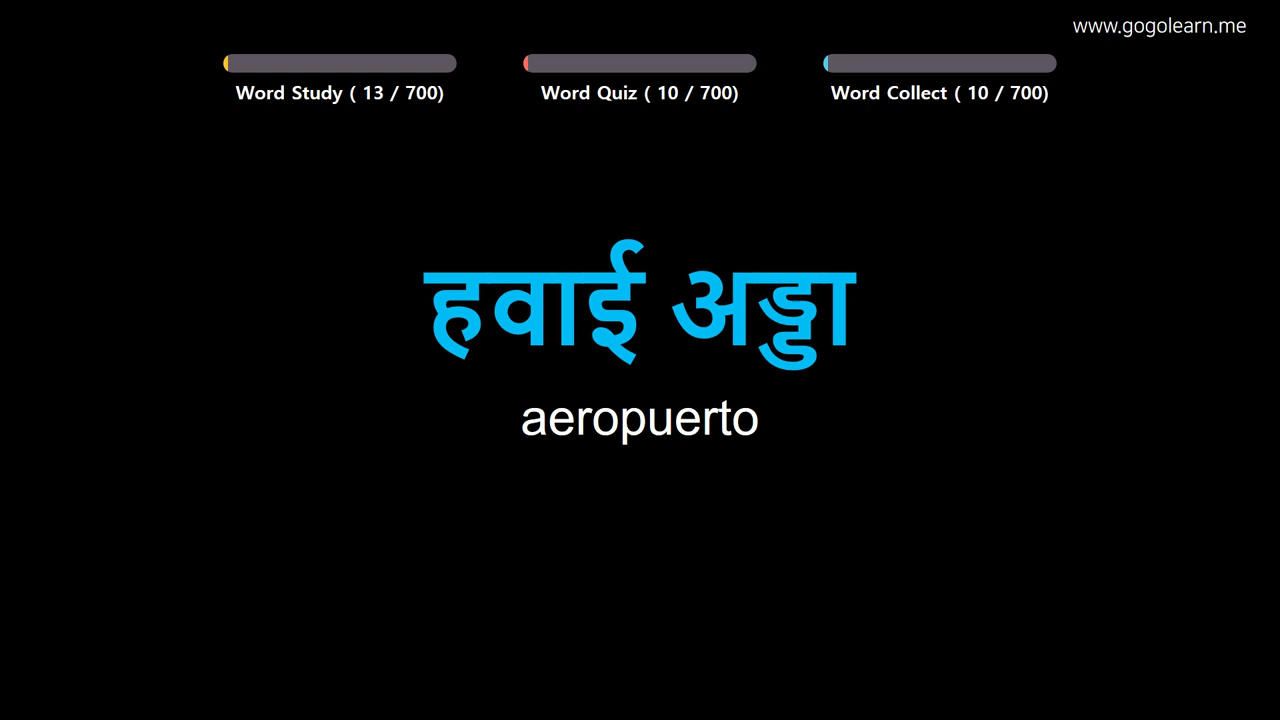 www.gogolearn.me
Word Study ( 13 / 700)
Word Quiz ( 10 / 700)
Word Collect ( 10 / 700)
हवाई अड्डा
aeropuerto